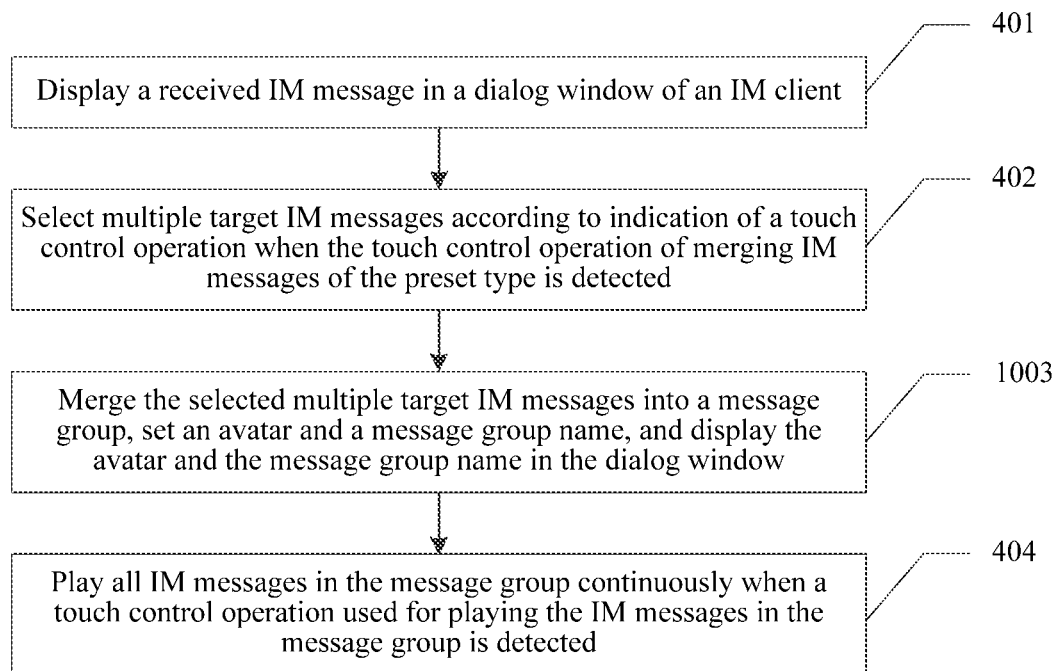 401
Display a received IM message in a dialog window of an IM client
402
Select multiple target IM messages according to indication of a touch
control operation when the touch control operation of merging IM
messages of the preset type is detected
1003
Merge the selected multiple target IM messages into a message
group, set an avatar and a message group name, and display the
avatar and the message group name in the dialog window
404
Play all IM messages in the message group continuously when a
touch control operation used for playing the IM messages in the
message group is detected